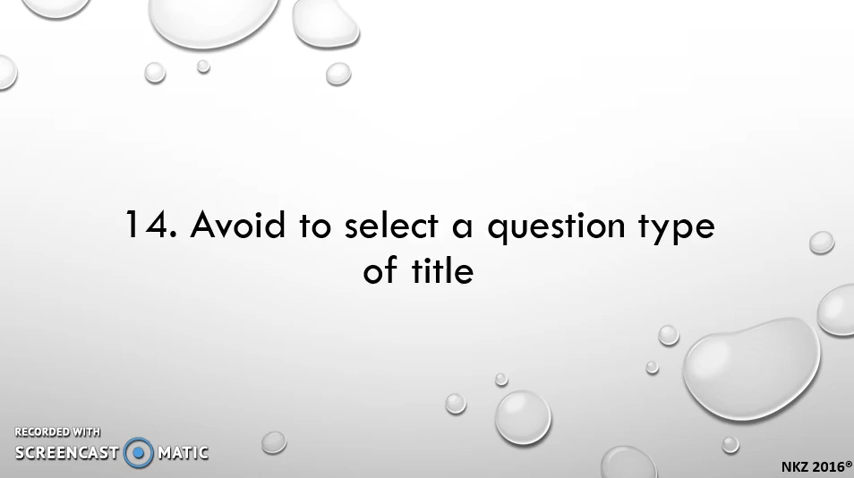 14. Avoid to select a question type
of title
RECORDED WITH
SCREENCAST MATIC
NKZ 2016®